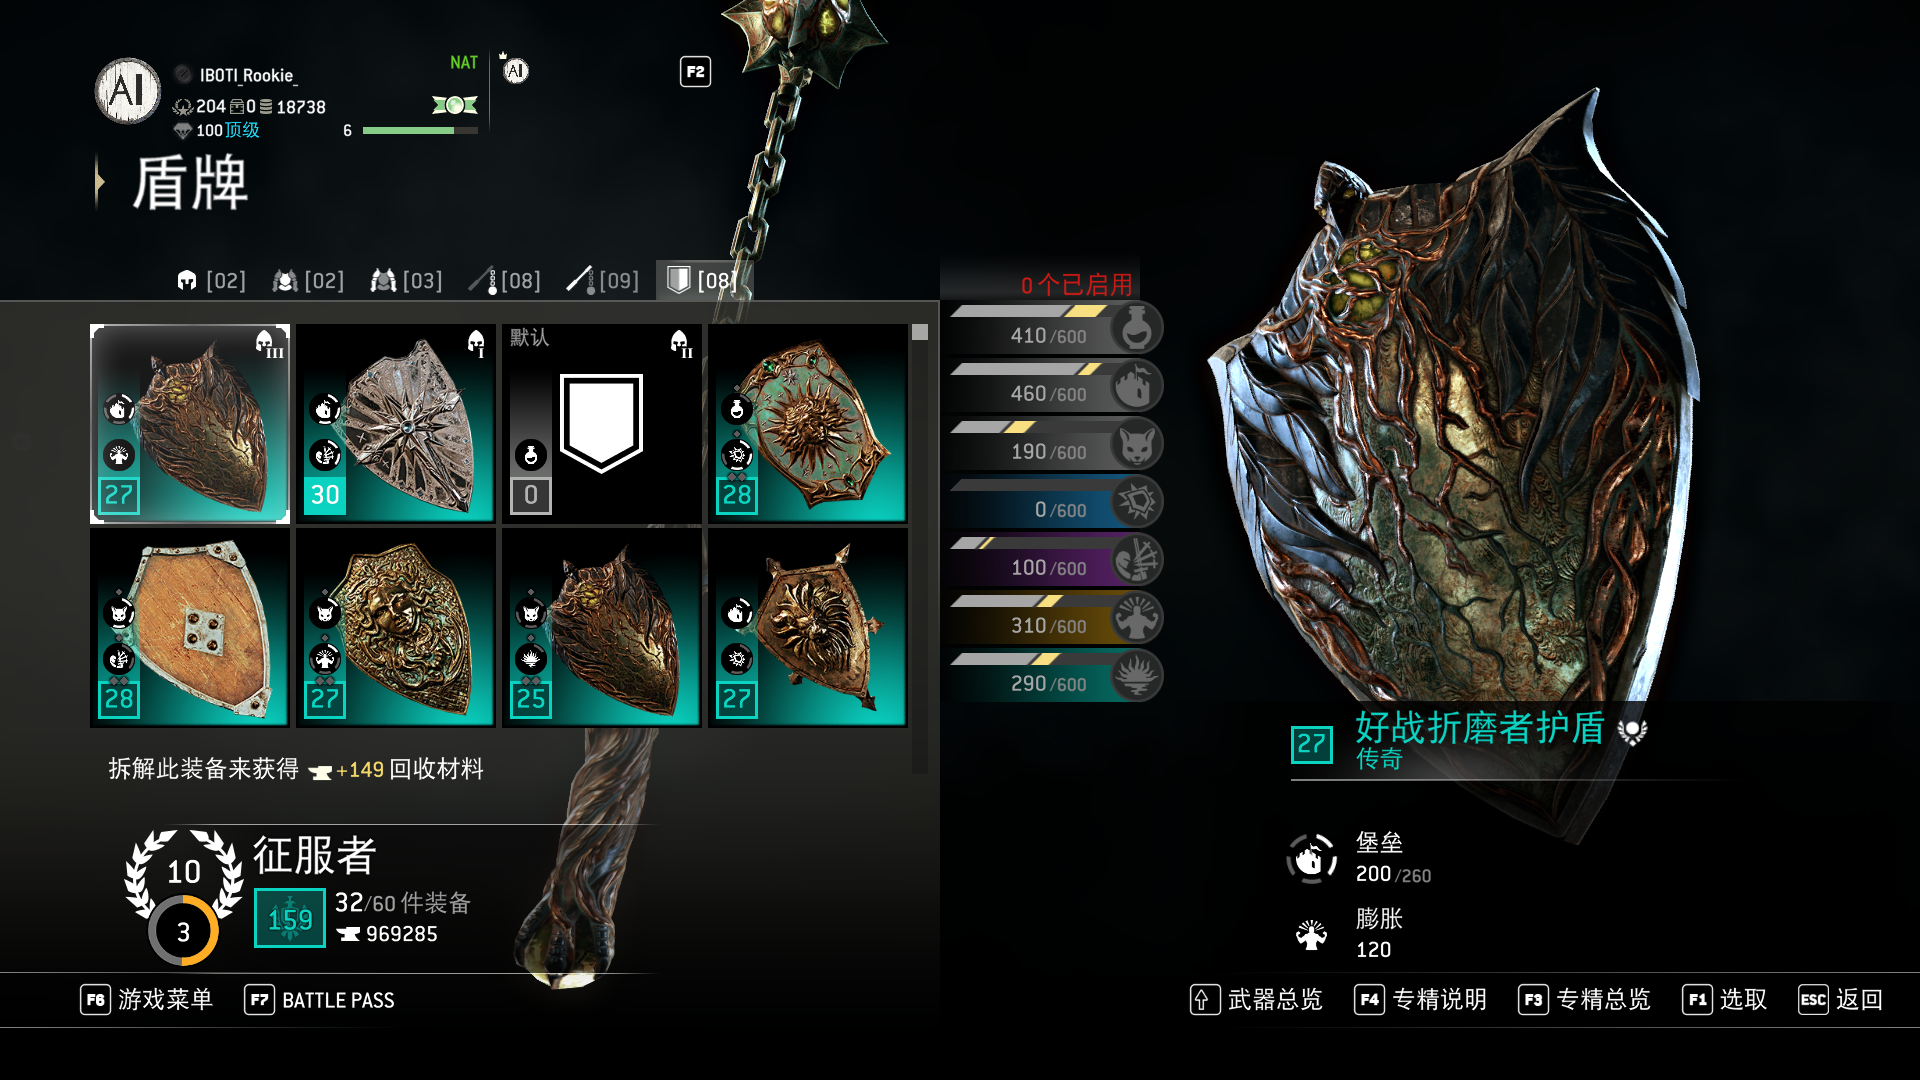 AI
IBOTI_Rookie_
NAT
AI
204 0 18738
100顶级
6
F2
盾牌
[02] [02] [03] [08] [09] [08]
0个已启用
410/600
460/600
190/600
0/600
100/600
310/600
290/600
III
27
I
30
默认
II
0
28
28
27
25
27
拆解此装备来获得 +149 回收材料
10
3
征服者
159
32/60 件装备
969285
27
好战折磨者护盾
传奇
堡垒
200/260
膨胀
120
F6 游戏菜单 F7 BATTLE PASS
武器总览 F4 专精说明 F3 专精总览 F1 选取 ESC 返回